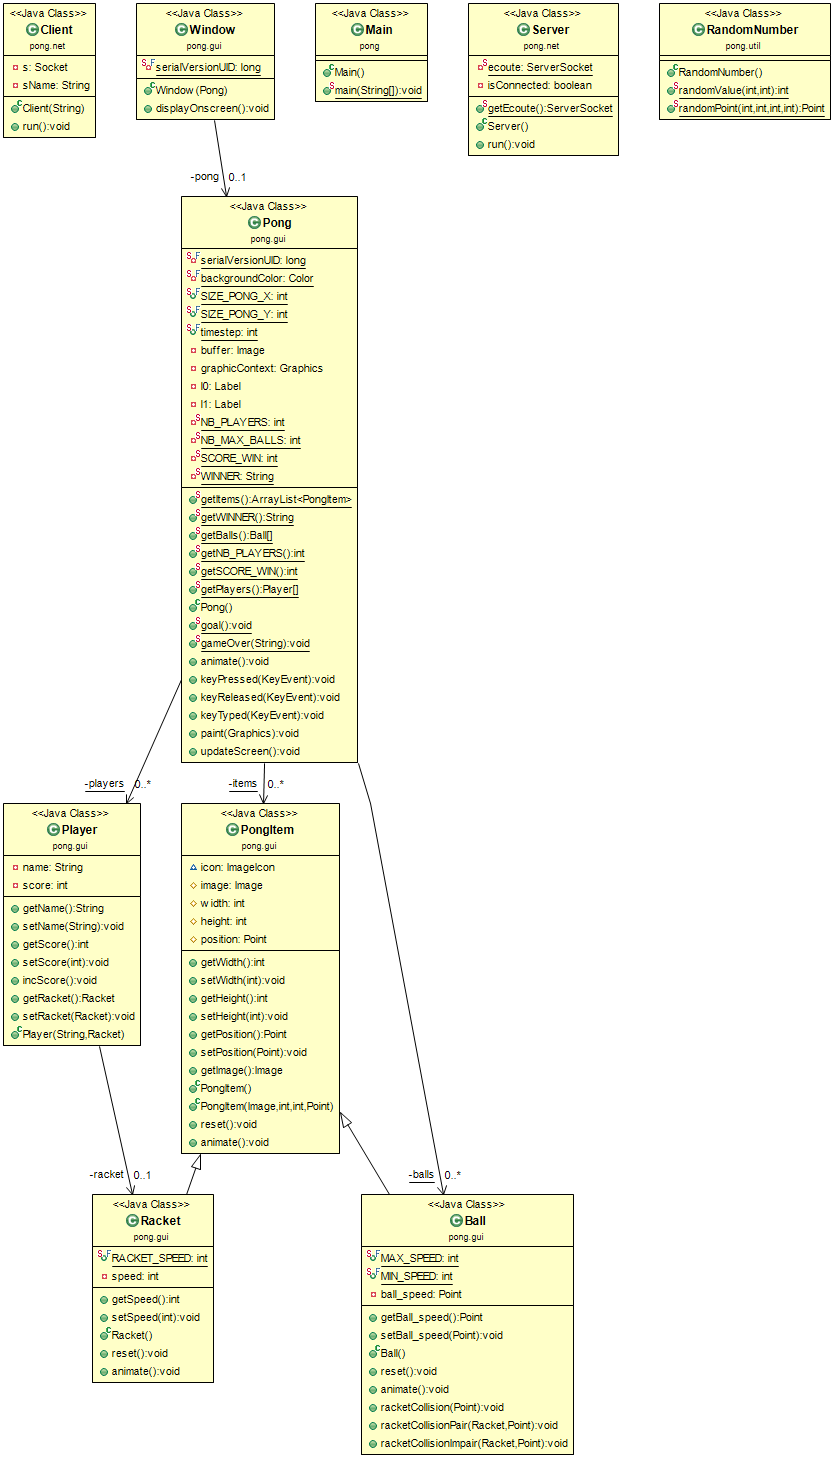 <<Java Class>>
Client
pong.net
s: Socket
sName: String
Client(String)
run():void
<<Java Class>>
Window
pong.gui
serialVersionUID: long
Window (Pong)
displayOnscreen():void
<<Java Class>>
Main
pong
Main()
main(String[]):void
<<Java Class>>
Server
pong.net
ecoute: ServerSocket
isConnected: boolean
getEcoute():ServerSocket
Server()
run():void
<<Java Class>>
RandomNumber
pong.util
RandomNumber()
randomValue(int,int):int
randomPoint(int,int,int,int):Point
-pong 0..1
<<Java Class>>
Pong
pong.gui
serialVersionUID: long
backgroundColor: Color
SIZE_PONG_X: int
SIZE_PONG_Y: int
timestep: int
buffer: Image
graphicContext: Graphics
l0: Label
l1: Label
NB_PLAYERS: int
NB_MAX_BALLS: int
SCORE_WIN: int
WINNER: String
getItems():ArrayList<PongItem>
getWINNER():String
getBalls():Ball[]
getNB_PLAYERS():int
getSCORE_WIN():int
getPlayers():Player[]
Pong()
goal():void
gameOver(String):void
animate():void
keyPressed(KeyEvent):void
keyReleased(KeyEvent):void
keyTyped(KeyEvent):void
paint(Graphics):void
updateScreen():void
-players 0..*
-items 0..*
<<Java Class>>
Player
pong.gui
name: String
score: int
getName():String
setName(String):void
getScore():int
setScore(int):void
incScore():void
getRacket():Racket
setRacket(Racket):void
Player(String,Racket)
<<Java Class>>
PongItem
pong.gui
icon: ImageIcon
image: Image
width: int
height: int
position: Point
getWidth():int
setWidth(int):void
getHeight():int
setHeight(int):void
getPosition():Point
setPosition(Point):void
getImage():Image
PongItem()
PongItem(Image,int,int,Point)
reset():void
animate():void
-racket 0..1
-balls 0..*
<<Java Class>>
Racket
pong.gui
RACKET_SPEED: int
speed: int
getSpeed():int
setSpeed(int):void
Racket()
reset():void
animate():void
<<Java Class>>
Ball
pong.gui
MAX_SPEED: int
MIN_SPEED: int
ball_speed: Point
getBall_speed():Point
setBall_speed(Point):void
Ball()
reset():void
animate():void
racketCollision(Point):void
racketCollisionPair(Racket,Point):void
racketCollisionImpair(Racket,Point):void